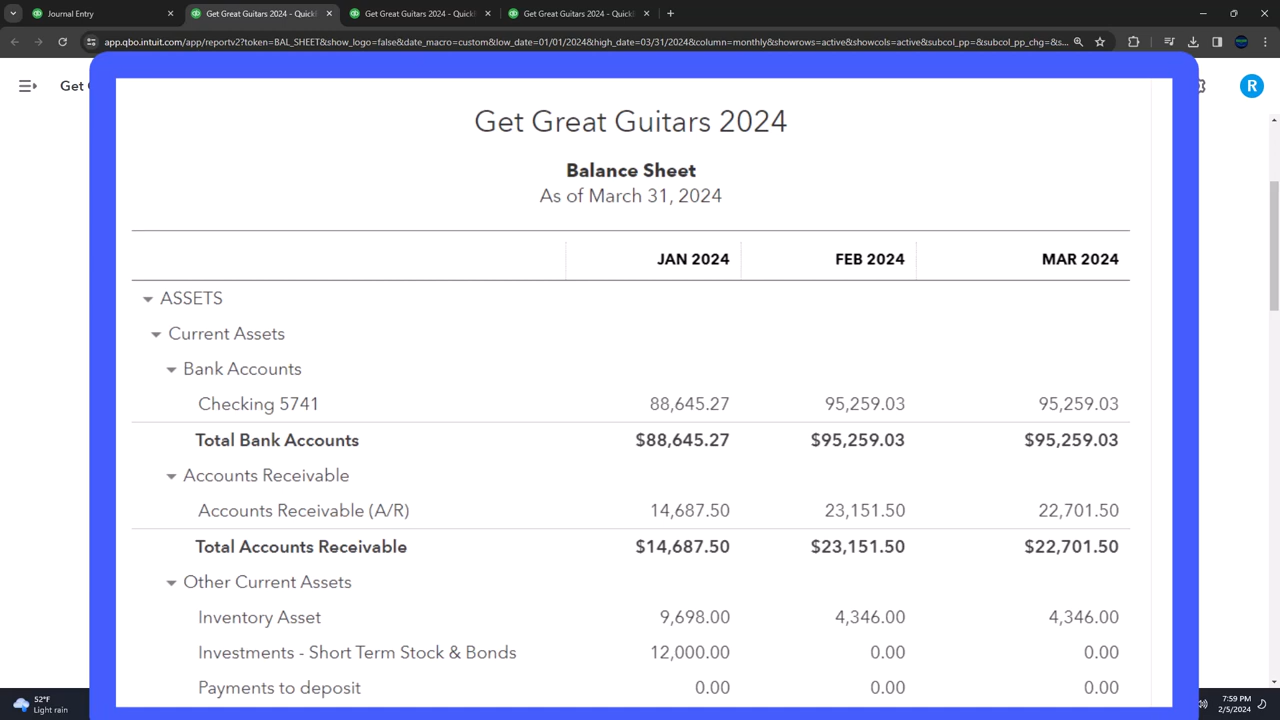 Journal Entry
Get Great Guitars 2024 - Quick
Get Great Guitars 2024 - Quick
Get Great Guitars 2024 - Quick
app.qbo.intuit.com/app/reportv2?token=BAL_SHEET&show_logo=false&date_macro=custom&low_date=01/01/2024&high_date=03/31/2024&column=monthly&showrows=active&showcols=active&subcol_pp=&subcol_pp_chg=&s...
Get
R
Get Great Guitars 2024
Balance Sheet
As of March 31, 2024
JAN 2024 FEB 2024 MAR 2024
ASSETS
Current Assets
Bank Accounts
Checking 5741 88,645.27 95,259.03 95,259.03
Total Bank Accounts $88,645.27 $95,259.03 $95,259.03
Accounts Receivable
Accounts Receivable (A/R) 14,687.50 23,151.50 22,701.50
Total Accounts Receivable $14,687.50 $23,151.50 $22,701.50
Other Current Assets
Inventory Asset 9,698.00 4,346.00 4,346.00
Investments - Short Term Stock & Bonds 12,000.00 0.00 0.00
Payments to deposit 0.00 0.00 0.00
52°F
Light rain
7:59 PM
2/5/2024